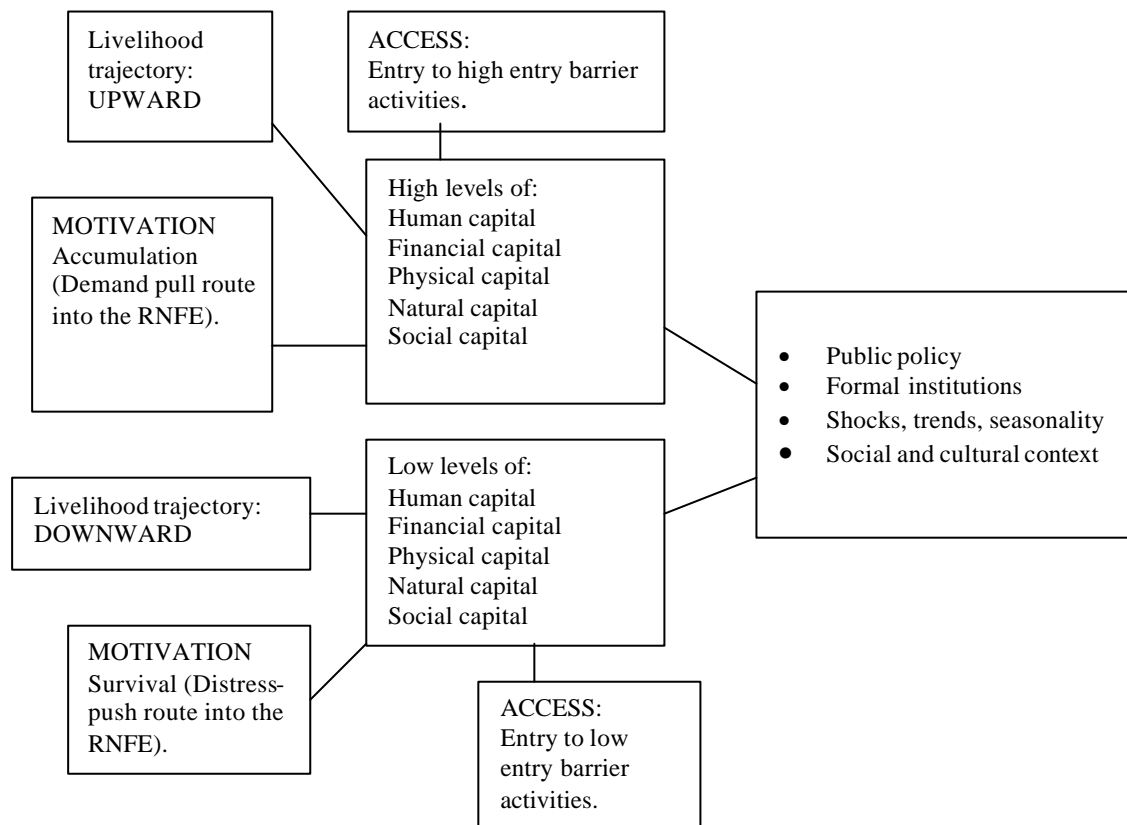 Livelihood
trajectory:
UPWARD
ACCESS:
Entry to high entry barrier
activities.
MOTIVATION
Accumulation
(Demand pull route
into the RNFE).
High levels of:
Human capital
Financial capital
Physical capital
Natural capital
Social capital
• Public policy
• Formal institutions
• Shocks, trends, seasonality
• Social and cultural context
Livelihood trajectory:
DOWNWARD
Low levels of:
Human capital
Financial capital
Physical capital
Natural capital
Social capital
MOTIVATION
Survival (Distress-
push route into the
RNFE).
ACCESS:
Entry to low
entry barrier
activities.